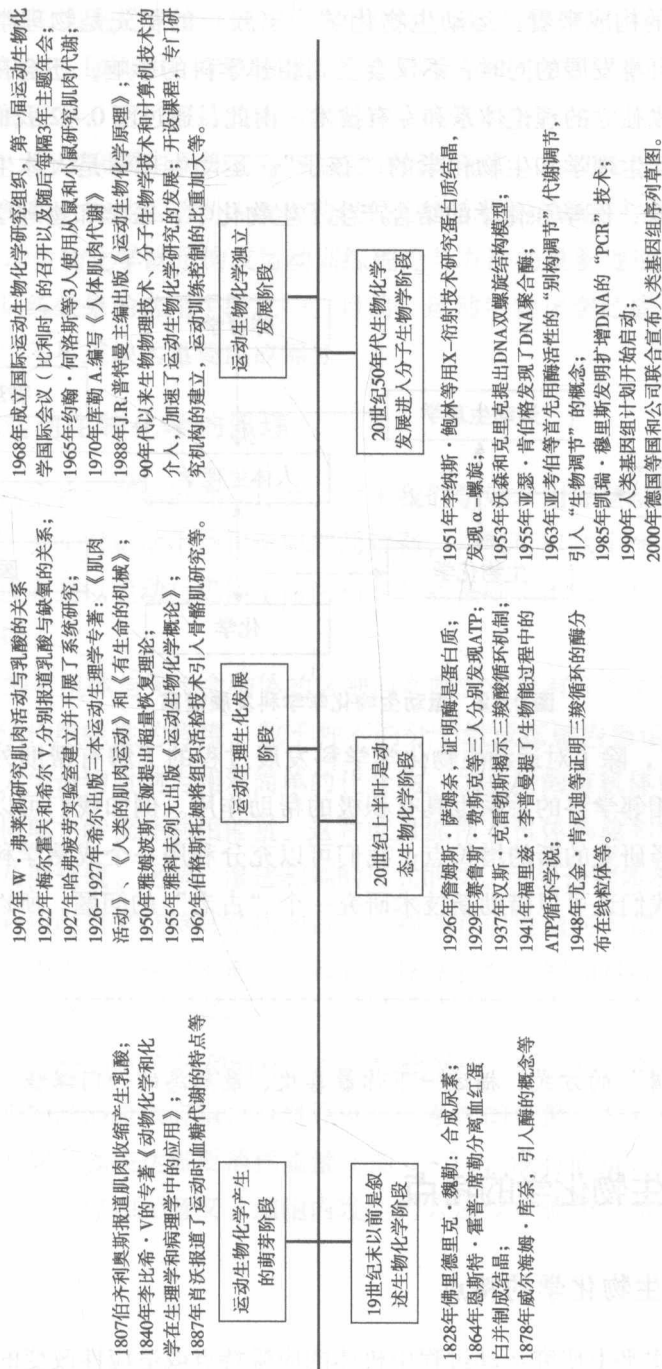 1807伯齐利奥斯报道肌肉收缩产生乳酸;
1840年李比希·V的专著《动物化学和化
学在生理学和病理学中的应用》;
1887年肖沃报道了运动时血糖代谢的特点等
运动生物化学产生
的萌芽阶段
19世纪末以前是叙
述生物化学阶段
1828年佛里德里克·魏勒:合成尿素;
1864年恩斯特·霍普·席勒分离血红蛋
白并制成结晶;
1878年威尔海姆·库奈:引入酶的概念等
1907年 W·弗来彻研究肌肉活动与乳酸的关系
1922年梅尔霍夫和希尔 A分别报道乳酸与缺氧的关系;
1927年哈弗疲劳实验室建立并开展了系统研究;
1926–1927年希尔出版三本运动生理学专著:《肌肉
活动》、《人类的肌肉运动》和《有生命的机械》;
1950年雅姆波斯卡娅提出超量恢复理论;
1955年雅科夫列夫出版《运动生物化学概论》;
1962年伯格斯托姆将组织活检技术引入骨骼肌研究等。
运动生理生化发展
阶段
20世纪上半叶是动
态生物化学阶段
1926年詹姆斯·萨姆奈:证明酶是蛋白质;
1929年赛鲁斯·费斯克等三人分别发现ATP;
1937年汉斯·克雷勃斯揭示三羧酸循环机制;
1941年福里兹·李普曼提了生物能过程中的
ATP循环学说;
1948年尤金·肯尼迪等证明三羧循环的酶分
布在线粒体等。
1968年成立国际运动生物化学研究组织,第一届运动生物化
学国际会议(比利时)的召开以及随后每隔3年主题年会;
1965年约翰·何洛斯等3人使用从鼠和小鼠研究肌肉代谢;
1970年库勒 A编写《人体肌肉代谢》
1988年J.R.普特曼主编出版《运动生物化学原理》;
90年代以来生物物理技术、分子生物学技术和计算机技术的
介人,加速了运动生物化学研究的发展;开设课程,专门研
究机构的建立,运动训练控制的比重加大等。
运动生物化学独立
发展阶段
20世纪50年代生物化学
发展进入分子生物学阶段
1951年李纳斯·鲍林等用X–衍射技术研究蛋白质结晶,
发现α–螺旋;
1953年沃森和克里克提出DNA双螺旋结构模型;
1955年亚瑟·肯伯格发现了DNA聚合酶;
1963年亚考伯等首先用酶活性的"别构调节"代谢调节,
引入“生物调节”的概念;
1985年凯瑞·穆里斯发明扩增DNA的“PCR”技术;
1990年人类基因组计划开始启动;
2000年德国等国和公司联合宣布人类基因组序列草图。